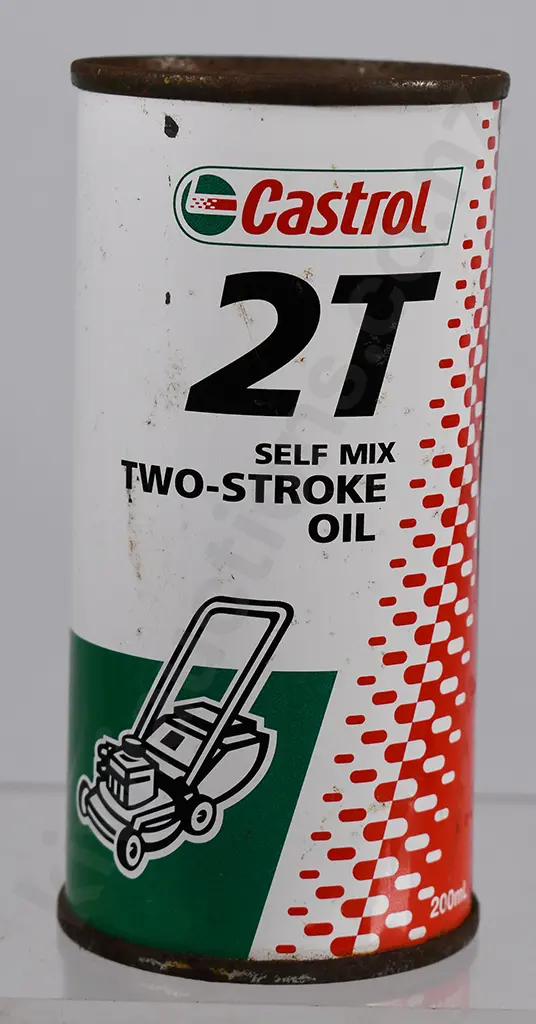 Castrol
2T
SELF MIX
TWO-STROKE
OIL
200mL